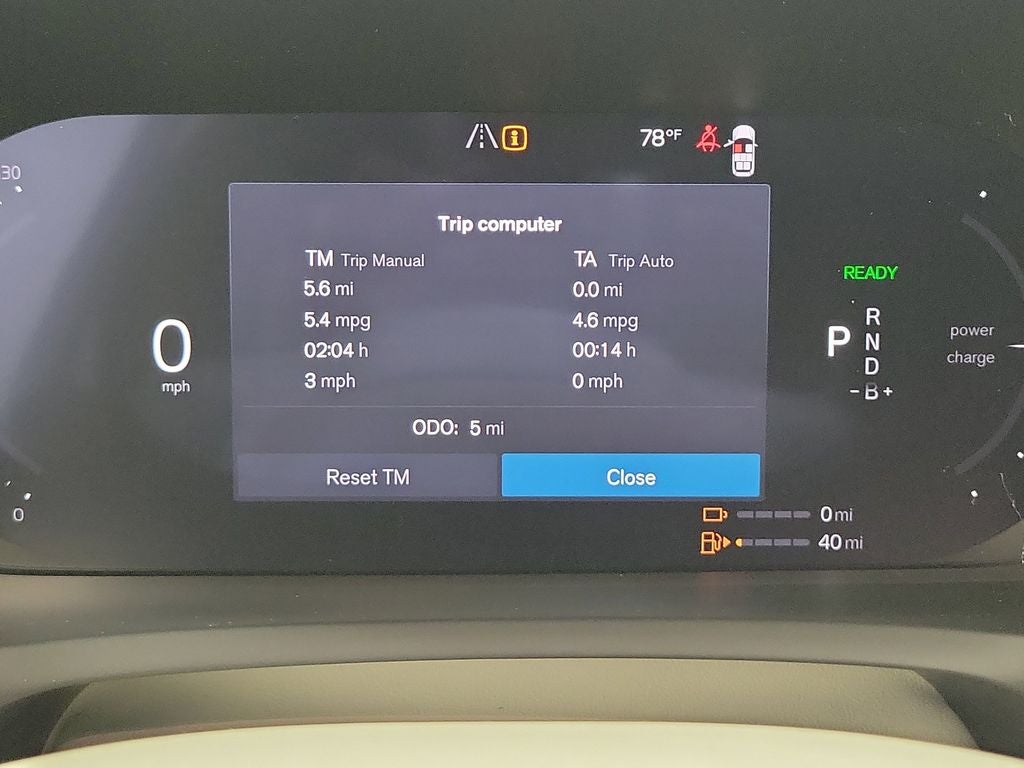 78°F
30
Trip computer
TM Trip Manual
TA Trip Auto
5.6 mi
0.0 mi
5.4 mpg
4.6 mpg
02:04 h
00:14 h
3 mph
0 mph
ODO: 5 mi
Reset TM
Close
0
mph
0
READY
P
R
N
D
- B +
power
charge
0 mi
40 mi